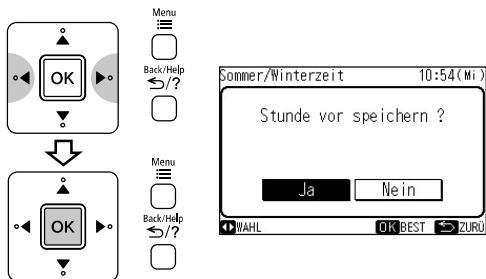 Menu
OK
Back/Help
/?
Menu
OK
Back/Help
/?
Sommer/Winterzeit 10:54(Mi)
Stunde vor speichern ?
Ja Nein
WAHL OK BEST ZURÜ